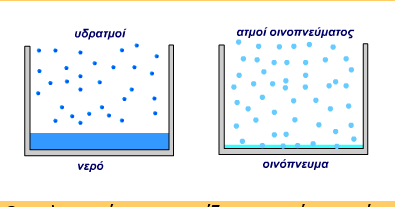 υδρατμοί
ατμοί οινοπνεύματος
νερό
οινόπνευμα